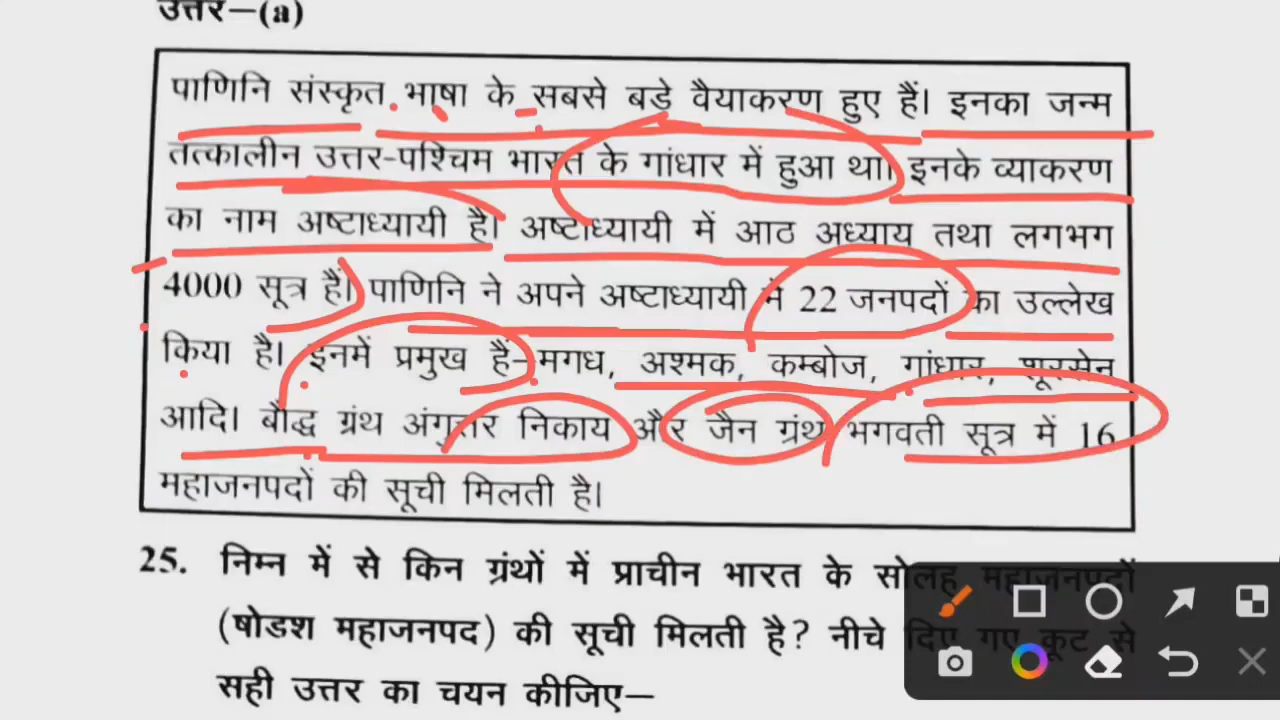 उत्तर–(a)
पाणिनि संस्कृत भाषा के सबसे बड़े वैयाकरण हुए हैं। इनका जन्म
तत्कालीन उत्तर-पश्चिम भारत के गांधार में हुआ था। इनके व्याकरण
का नाम अष्टाध्यायी है। अष्टाध्यायी में आठ अध्याय तथा लगभग
4000 सूत्र हैं। पाणिनि ने अपने अष्टाध्यायी में 22 जनपदों का उल्लेख
किया है। इनमें प्रमुख हैं–मगध, अश्मक, कम्बोज, गांधार, शूरसेन
आदि। बौद्ध ग्रंथ अंगुत्तर निकाय और जैन ग्रंथ भगवती सूत्र में 16
महाजनपदों की सूची मिलती है।
25. निम्न में से किन ग्रंथों में प्राचीन भारत के सोलह महाजनपदों
(षोडश महाजनपद) की सूची मिलती है? नीचे दिए गए कूट से
सही उत्तर का चयन कीजिए–